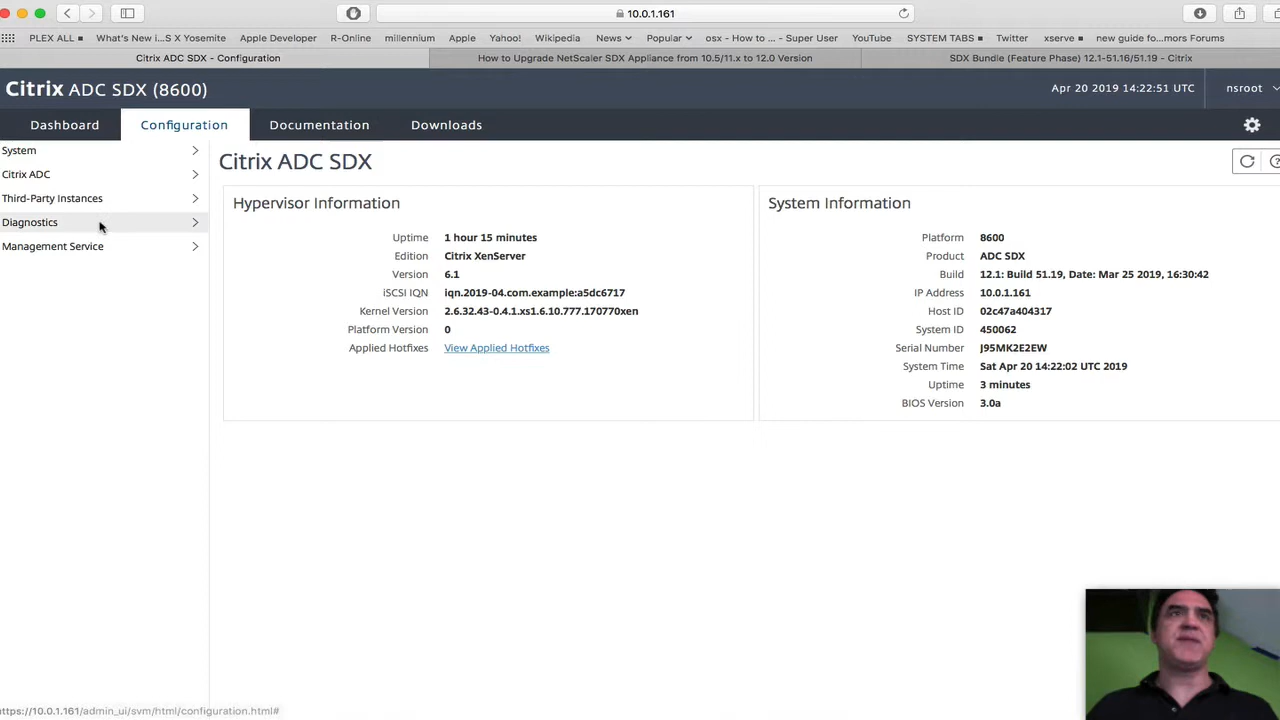 10.0.1.161
PLEX ALL What's New i...S X Yosemite Apple Developer R-Online millennium Apple Yahoo! Wikipedia News Popular osx - How to ... - Super User YouTube SYSTEM TABS Twitter xserve new guide fo...mors Forums
Citrix ADC SDX - Configuration How to Upgrade NetScaler SDX Appliance from 10.5/11.x to 12.0 Version SDX Bundle (Feature Phase) 12.1-51.16/51.19 - Citrix
Citrix ADC SDX (8600) Apr 20 2019 14:22:51 UTC nsroot
Dashboard Configuration Documentation Downloads
System
Citrix ADC
Third-Party Instances
Diagnostics
Management Service
Citrix ADC SDX
Hypervisor Information
Uptime 1 hour 15 minutes
Edition Citrix XenServer
Version 6.1
iSCSI IQN iqn.2019-04.com.example:a5dc6717
Kernel Version 2.6.32.43-0.4.1.xs1.6.10.777.170770xen
Platform Version 0
Applied Hotfixes View Applied Hotfixes
System Information
Platform 8600
Product ADC SDX
Build 12.1: Build 51.19, Date: Mar 25 2019, 16:30:42
IP Address 10.0.1.161
Host ID 02c47a404317
System ID 450062
Serial Number J95MK2E2EW
System Time Sat Apr 20 14:22:02 UTC 2019
Uptime 3 minutes
BIOS Version 3.0a
https://10.0.1.161/admin_ui/svm/html/configuration.html#